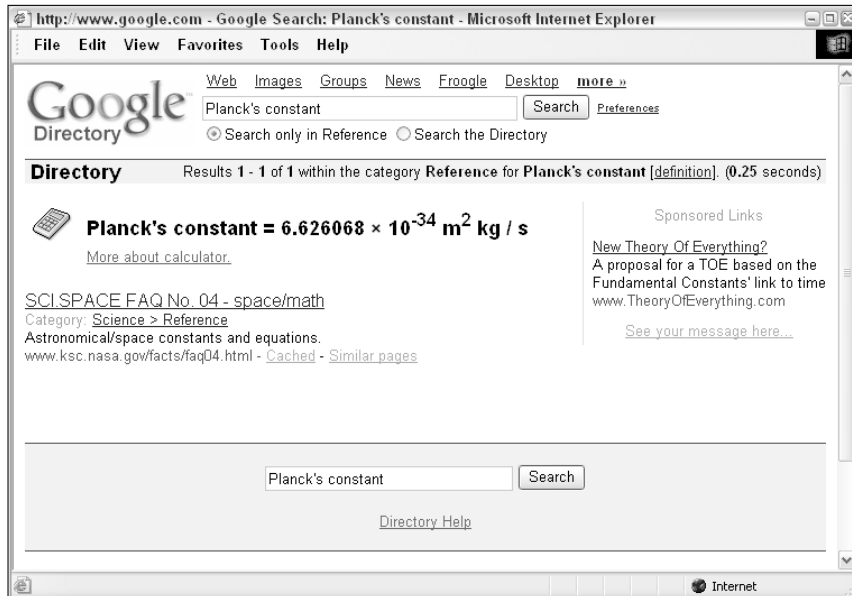 http://www.google.com - Google Search: Planck's constant - Microsoft Internet Explorer
File Edit View Favorites Tools Help
Web Images Groups News Froogle Desktop more »
Google™
Directory
Planck's constant Search Preferences
Search only in Reference Search the Directory
Directory Results 1 - 1 of 1 within the category Reference for Planck's constant [definition]. (0.25 seconds)
Planck's constant = 6.626068 × 10⁻³⁴ m² kg / s
More about calculator.
SCI.SPACE FAQ No. 04 - space/math
Category: Science > Reference
Astronomical/space constants and equations.
www.ksc.nasa.gov/facts/faq04.html - Cached - Similar pages
Sponsored Links
New Theory Of Everything?
A proposal for a TOE based on the
Fundamental Constants' link to time
www.TheoryOfEverything.com
See your message here...
Planck's constant Search
Directory Help
Internet